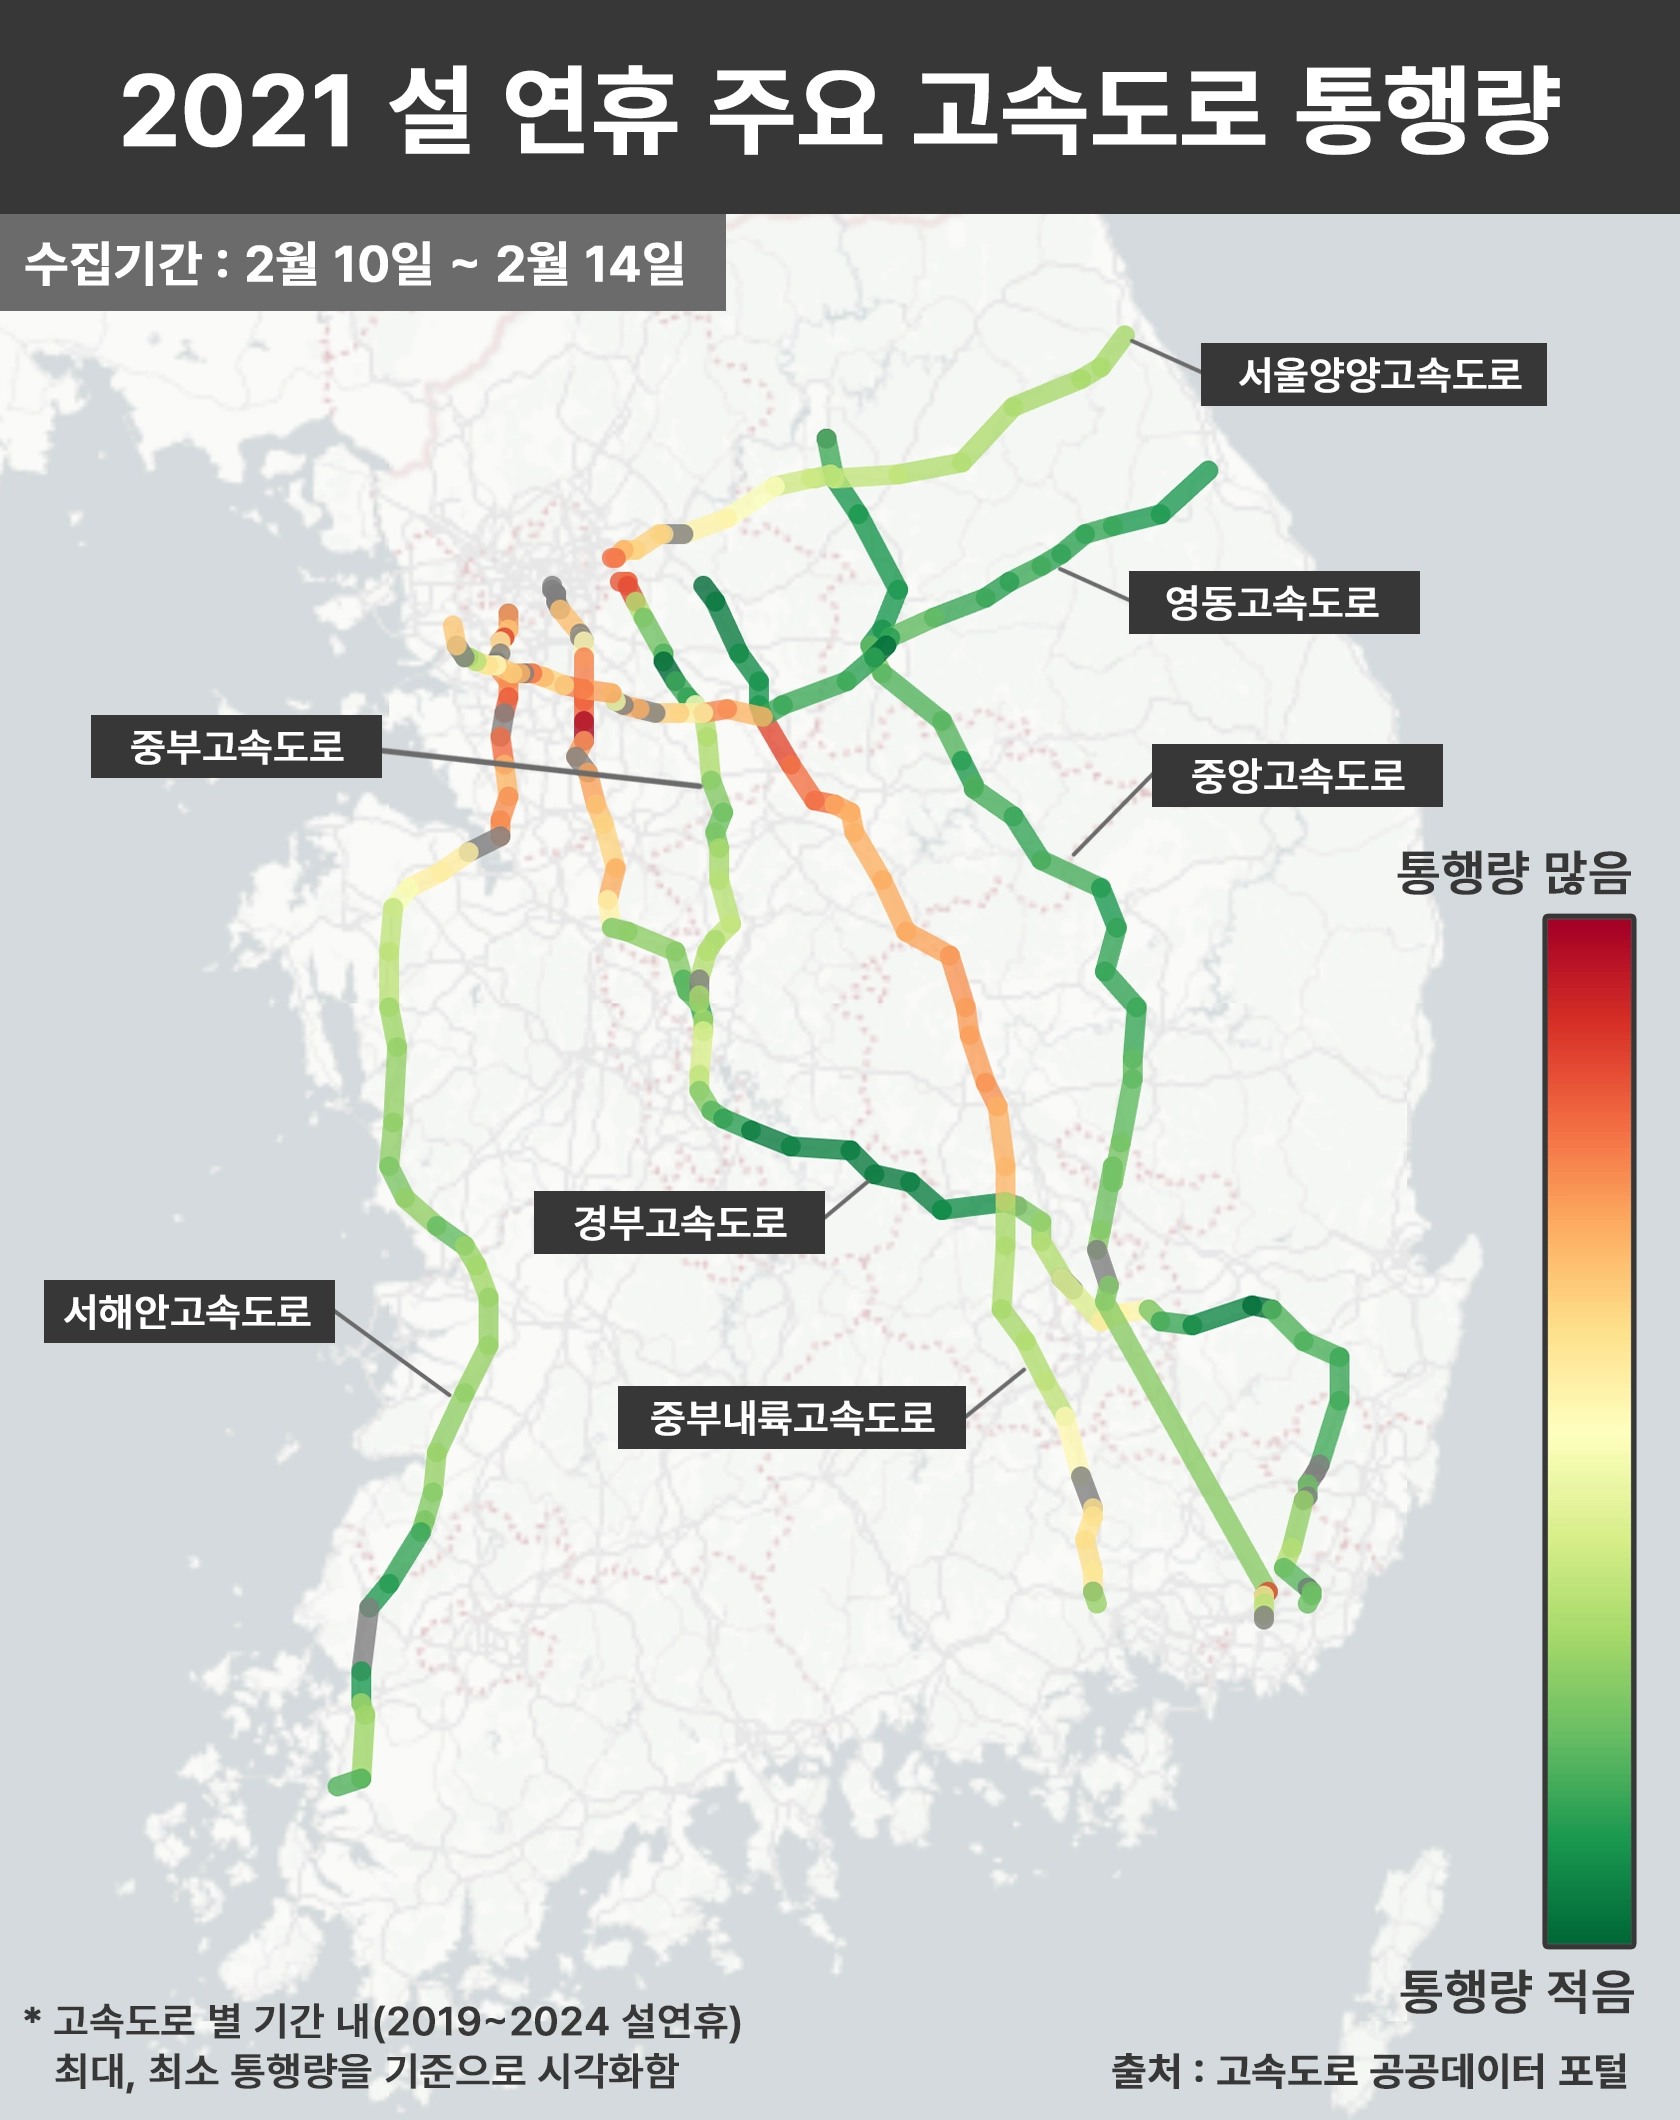 2021 설 연휴 주요 고속도로 통행량
수집기간 : 2월 10일 ~ 2월 14일
서울양양고속도로
영동고속도로
중부고속도로
중앙고속도로
통행량 많음
경부고속도로
서해안고속도로
중부내륙고속도로
통행량 적음
* 고속도로 별 기간 내(2019~2024 설연휴)
최대, 최소 통행량을 기준으로 시각화함
출처 : 고속도로 공공데이터 포털